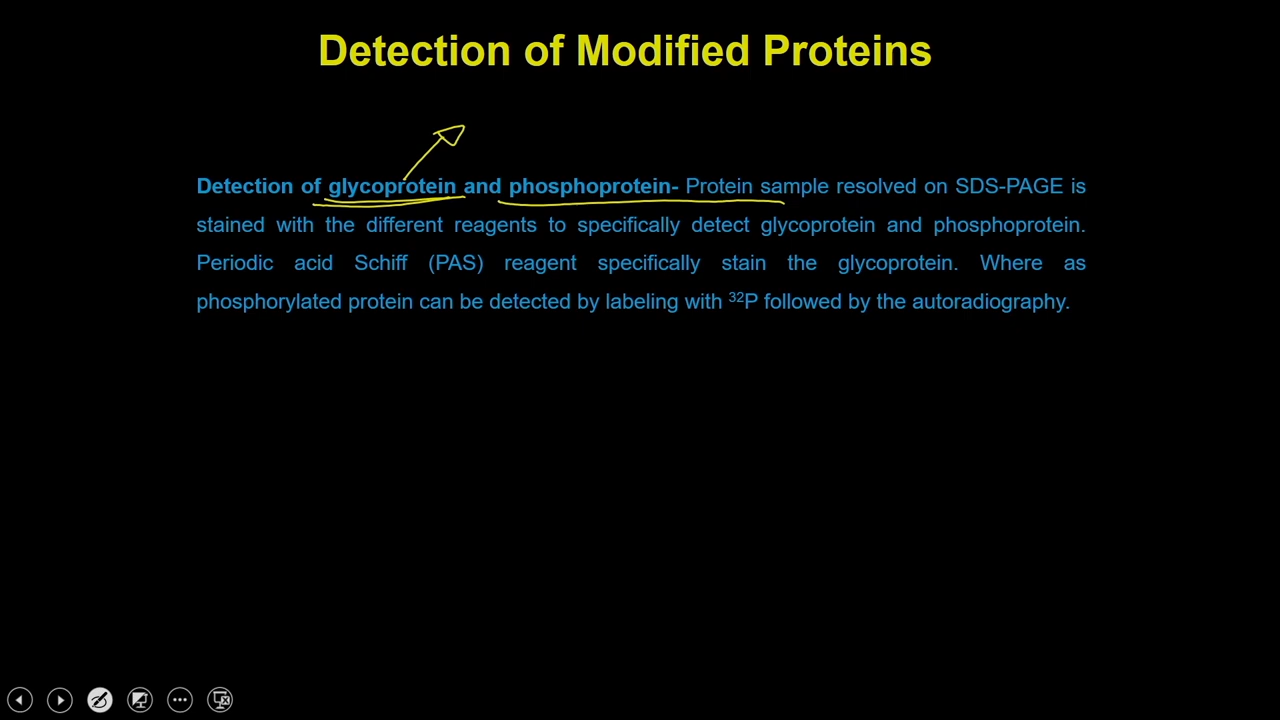 Detection of Modified Proteins
Detection of glycoprotein and phosphoprotein- Protein sample resolved on SDS-PAGE is
stained with the different reagents to specifically detect glycoprotein and phosphoprotein.
Periodic acid Schiff (PAS) reagent specifically stain the glycoprotein. Where as
phosphorylated protein can be detected by labeling with ³²P followed by the autoradiography.